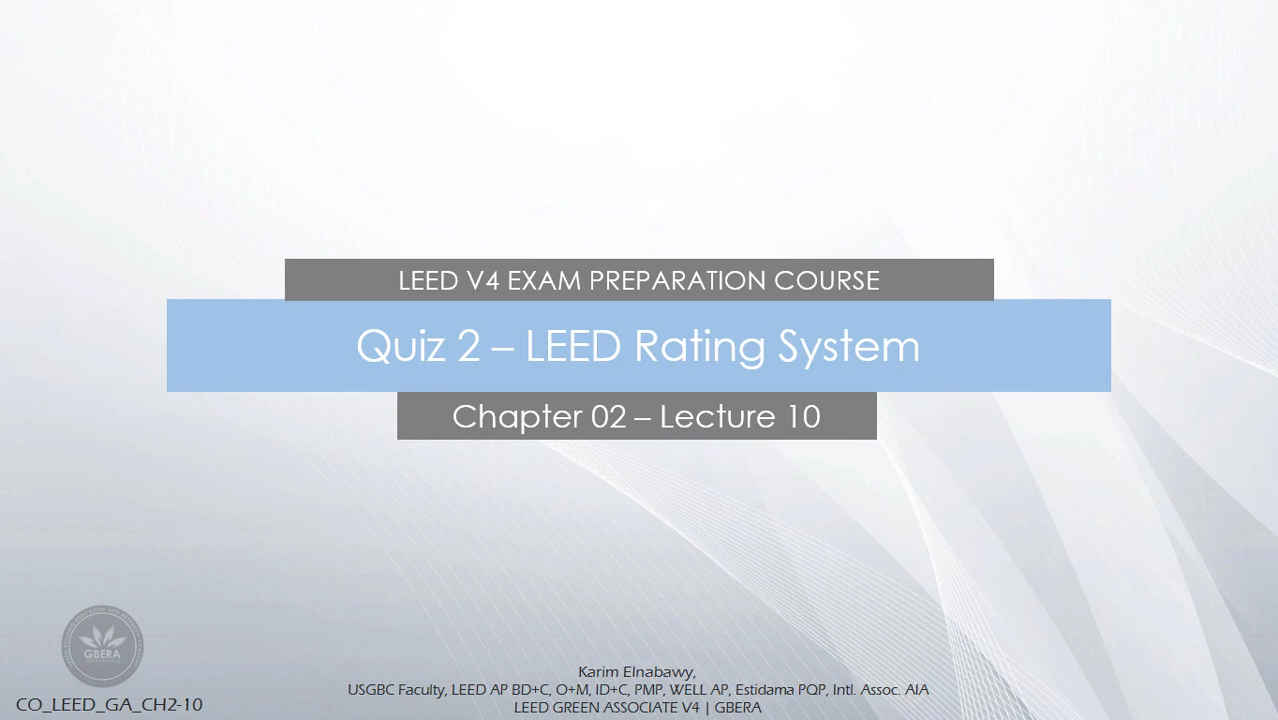 LEED V4 EXAM PREPARATION COURSE
Quiz 2 – LEED Rating System
Chapter 02 – Lecture 10
GBERA
Karim Elnabawy,
USGBC Faculty, LEED AP BD+C, O+M, ID+C, PMP, WELL AP, Estidama PQP, Intl. Assoc. AIA
LEED GREEN ASSOCIATE V4 | GBERA
CO_LEED_GA_CH2-10